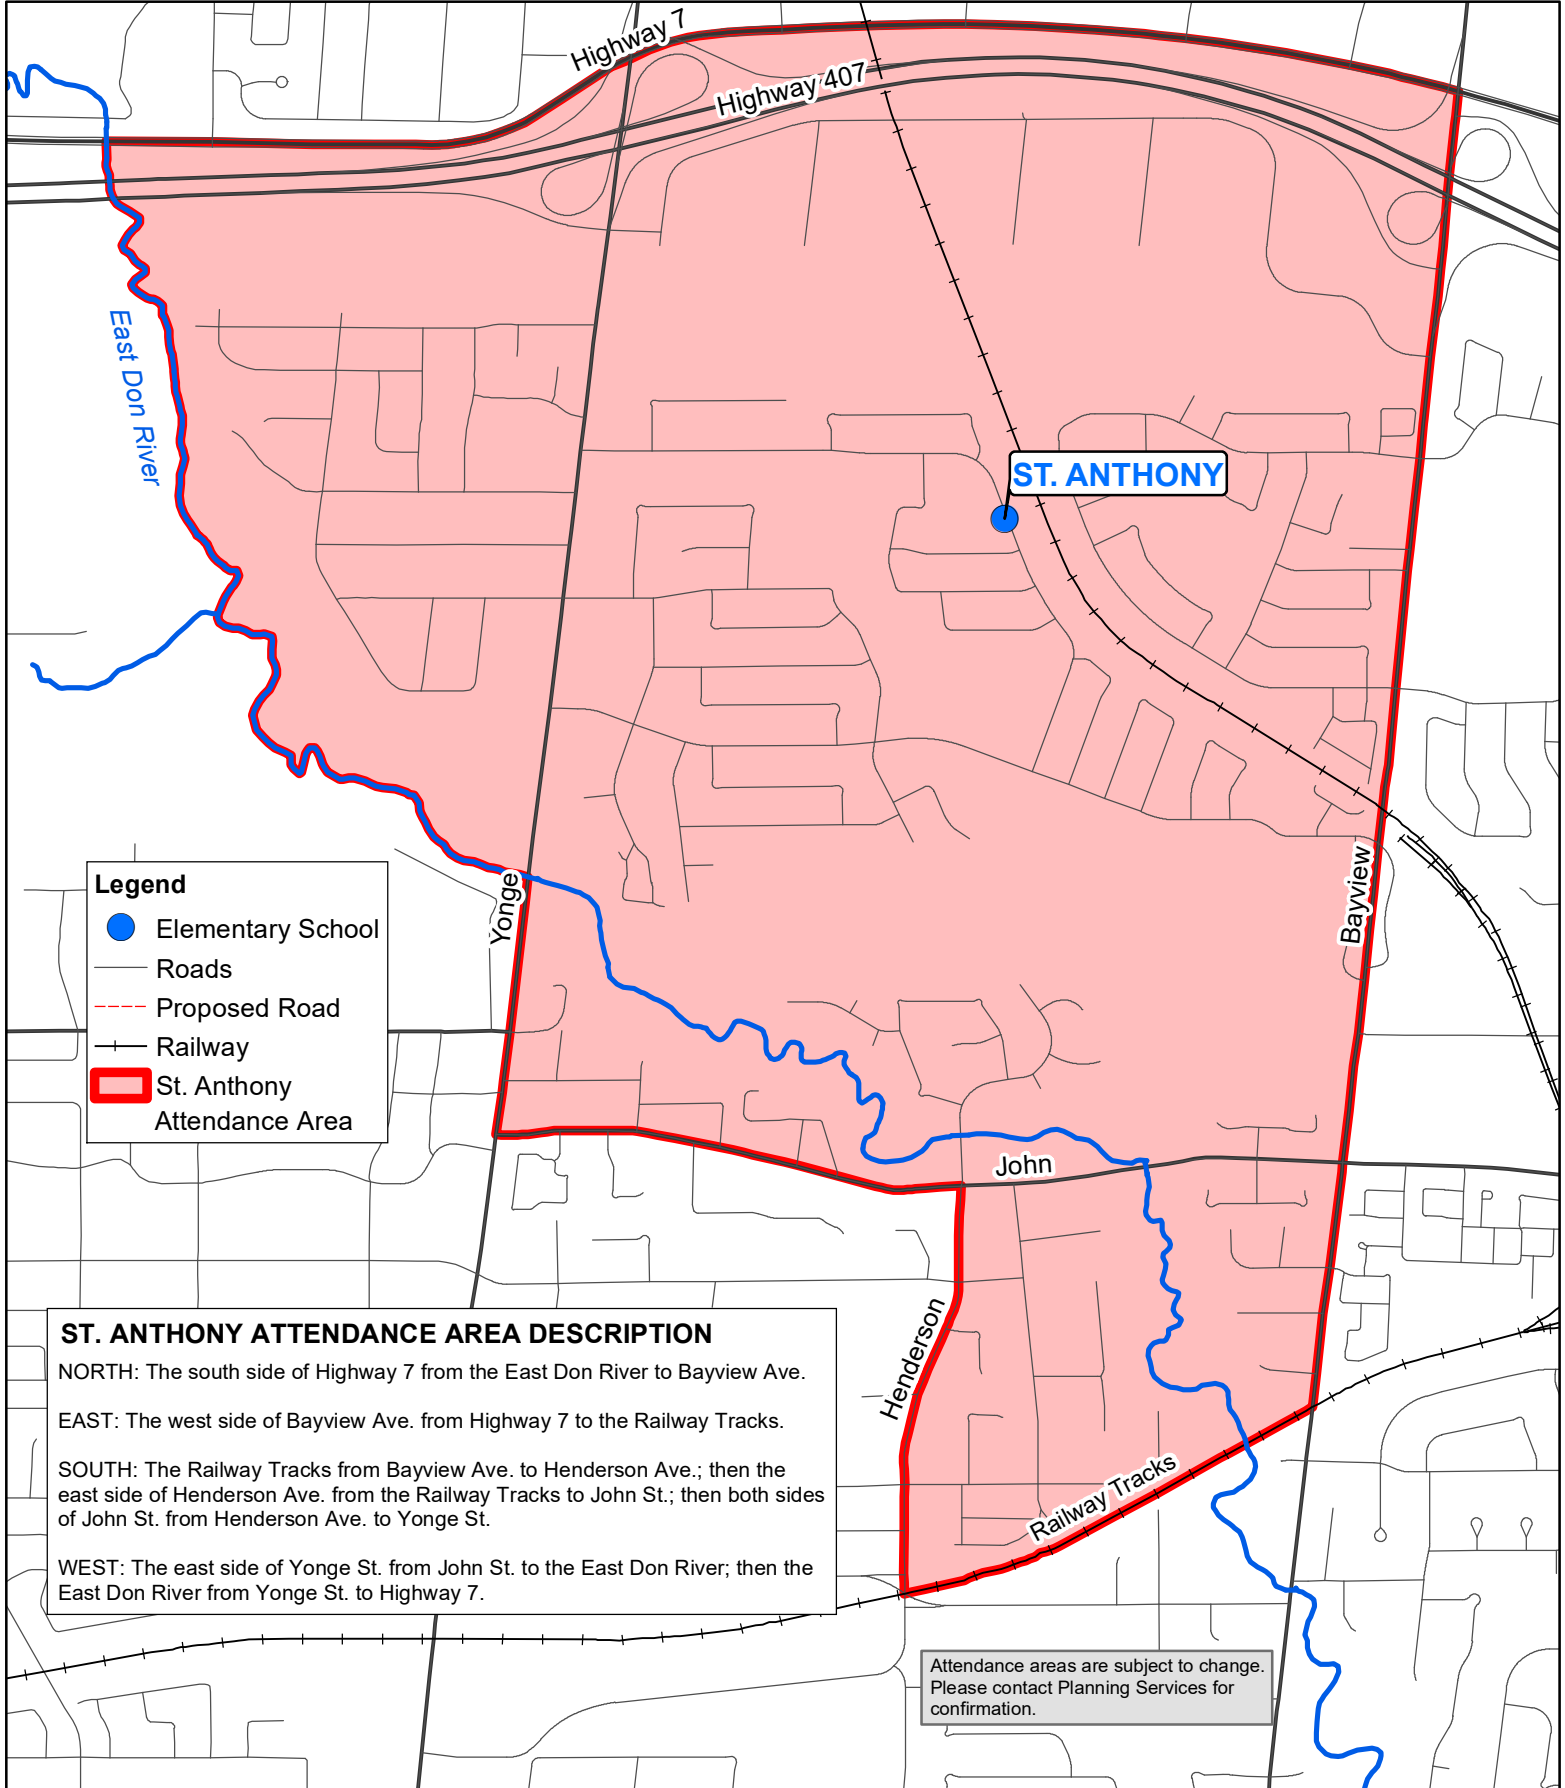 Highway 7
Highway 407
East Don River
ST. ANTHONY
Yonge
Bayview
Legend
Elementary School
Roads
Proposed Road
Railway
St. Anthony
Attendance Area
John
Henderson
Railway Tracks
ST. ANTHONY ATTENDANCE AREA DESCRIPTION
NORTH: The south side of Highway 7 from the East Don River to Bayview Ave.
EAST: The west side of Bayview Ave. from Highway 7 to the Railway Tracks.
SOUTH: The Railway Tracks from Bayview Ave. to Henderson Ave.; then the
east side of Henderson Ave. from the Railway Tracks to John St.; then both sides
of John St. from Henderson Ave. to Yonge St.
WEST: The east side of Yonge St. from John St. to the East Don River; then the
East Don River from Yonge St. to Highway 7.
Attendance areas are subject to change.
Please contact Planning Services for
confirmation.